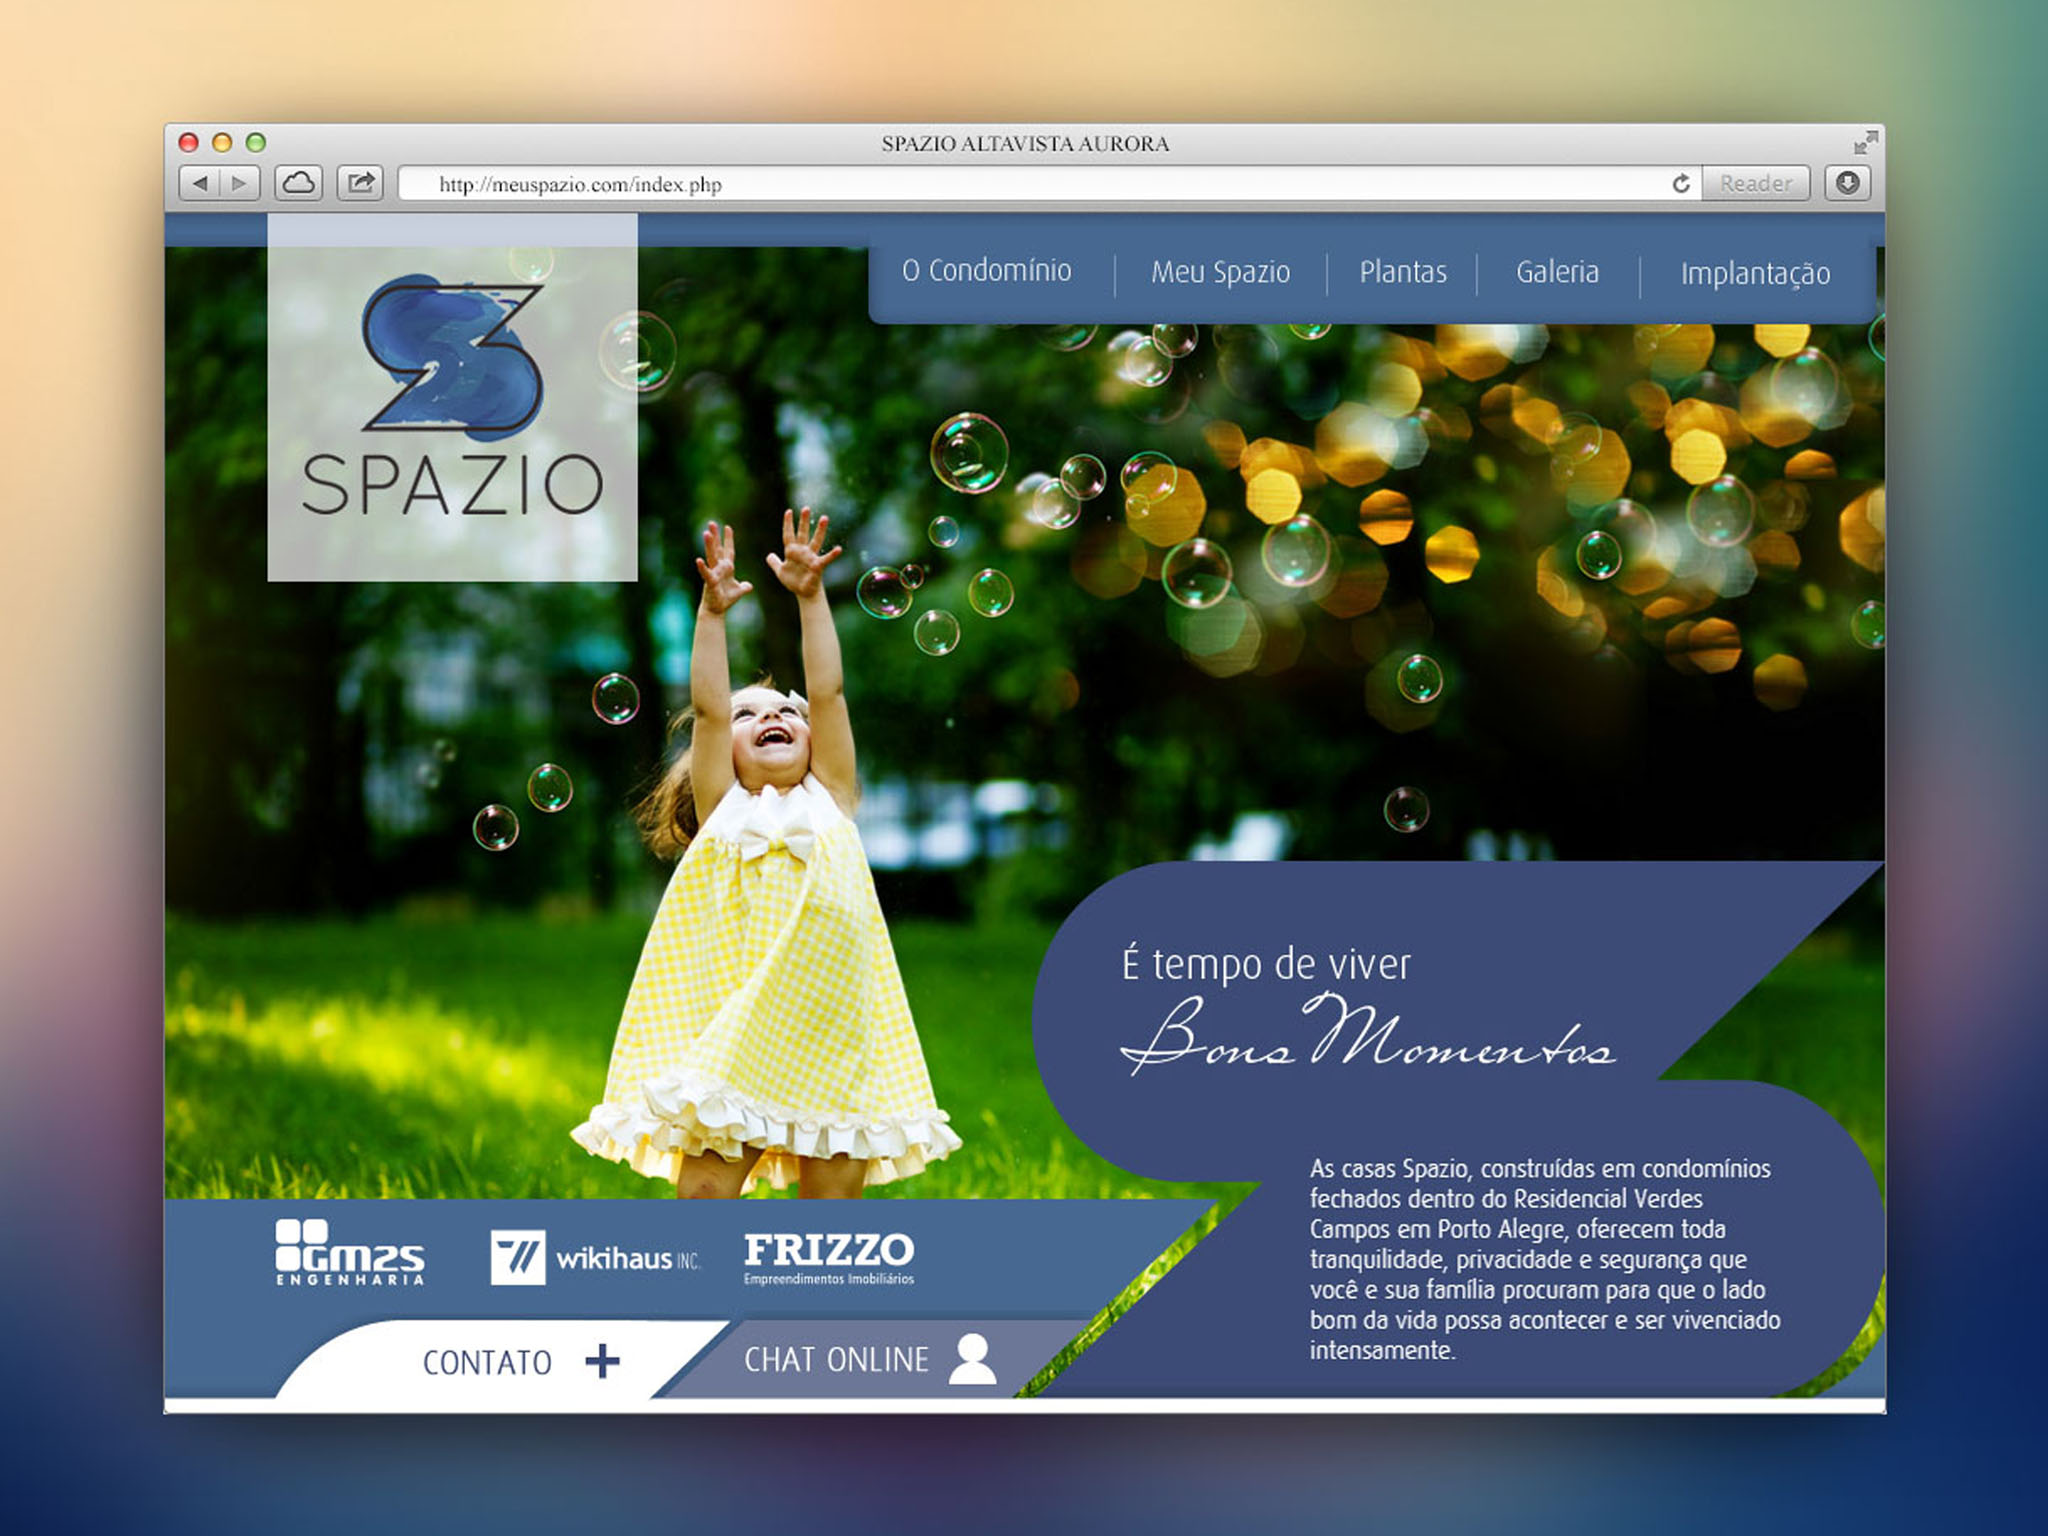 SPAZIO ALTAVISTA AURORA
http://meuspazio.com/index.php
Reader
O Condomínio
Meu Spazio
Plantas
Galeria
Implantação
SPAZIO
É tempo de viver
Bons Momentos
As casas Spazio, construídas em condomínios
fechados dentro do Residencial Verdes
Campos em Porto Alegre, oferecem toda
tranquilidade, privacidade e segurança que
você e sua família procuram para que o lado
bom da vida possa acontecer e ser vivenciado
intensamente.
GM2S
ENGENHARIA
wikihaus INC.
FRIZZO
Empreendimentos Imobiliários
CONTATO +
CHAT ONLINE